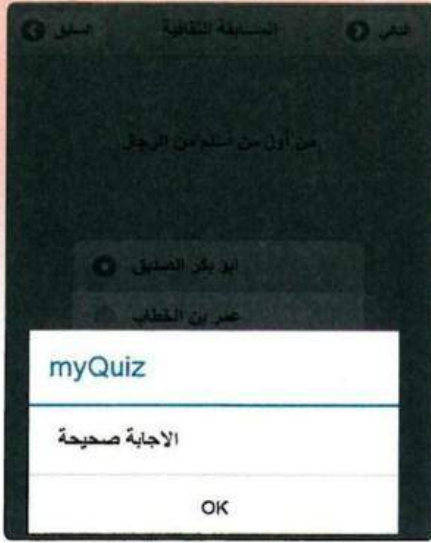 التالي المسابقة الثقافية السابق
من أول من أسلم من الرجال
ابو بكر الصديق
عمر بن الخطاب
myQuiz
الاجابة صحيحة
OK